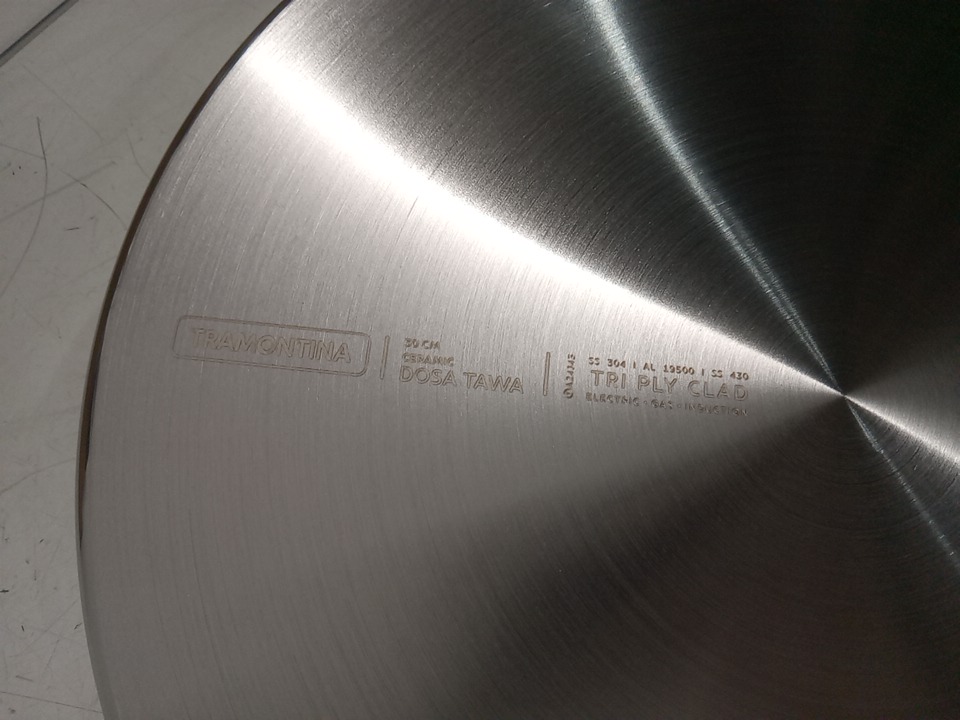 TRAMONTINA
30 CM
CERAMIC
DOSA TAWA
SS 304 | AL 19500 | SS 430
TRI PLY CLAD
ELECTRIC - GAS - INDUCTION